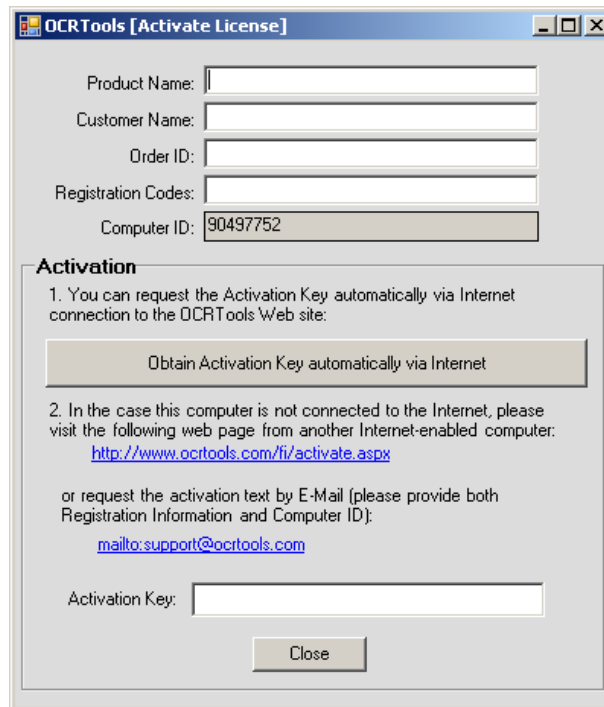 OCRTools [Activate License]
Product Name:
Customer Name:
Order ID:
Registration Codes:
Computer ID: 90497752
Activation
1. You can request the Activation Key automatically via Internet
connection to the OCRTools Web site:
Obtain Activation Key automatically via Internet
2. In the case this computer is not connected to the Internet, please
visit the following web page from another Internet-enabled computer:
http://www.ocrtools.com/fi/activate.aspx
or request the activation text by E-Mail (please provide both
Registration Information and Computer ID):
mailto:support@ocrtools.com
Activation Key:
Close